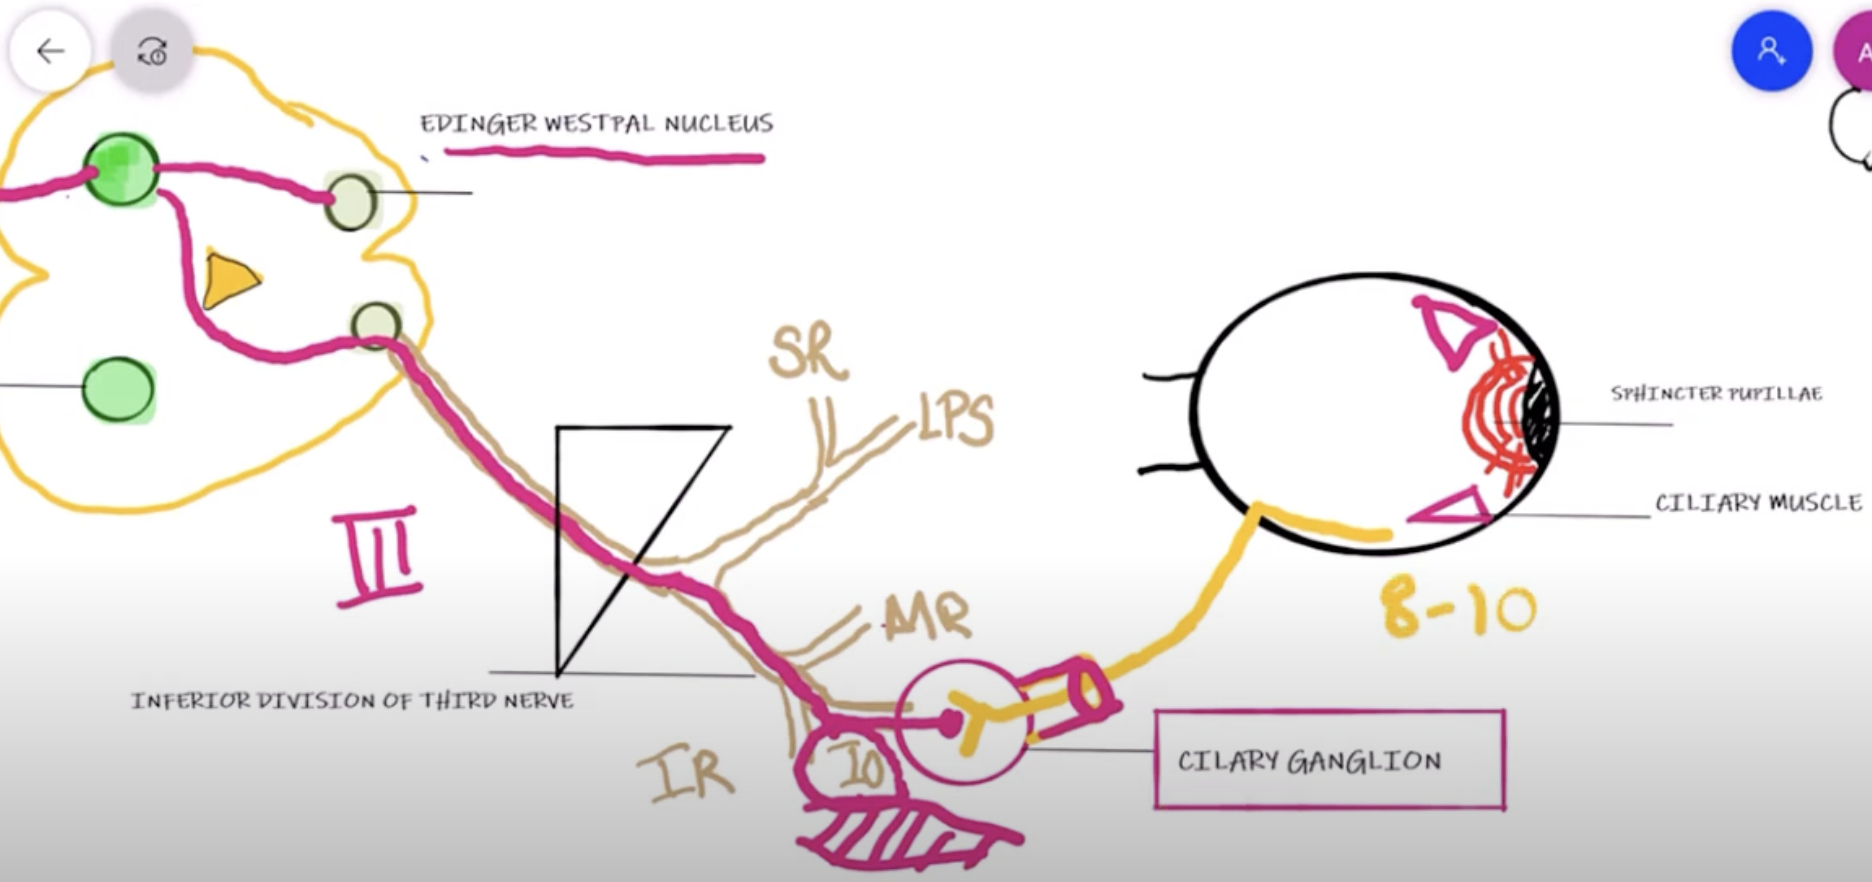 A
EDINGER WESTPAL NUCLEUS
SR
LPS
SPHINCTER PUPILLAE
CILIARY MUSCLE
III
8-10
MR
INFERIOR DIVISION OF THIRD NERVE
IR
IO
CILARY GANGLION